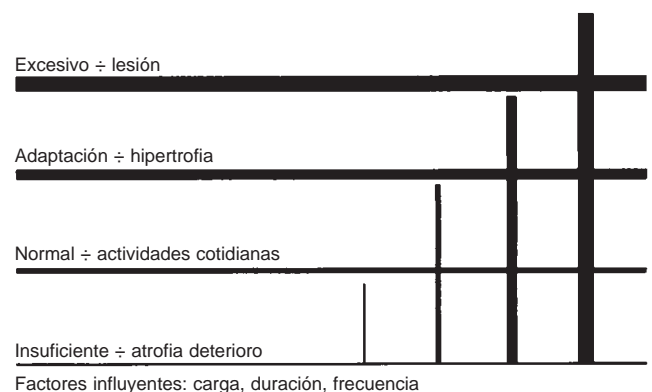 Excesivo ÷ lesión
Adaptación ÷ hipertrofia
Normal ÷ actividades cotidianas
Insuficiente ÷ atrofia deterioro
Factores influyentes: carga, duración, frecuencia